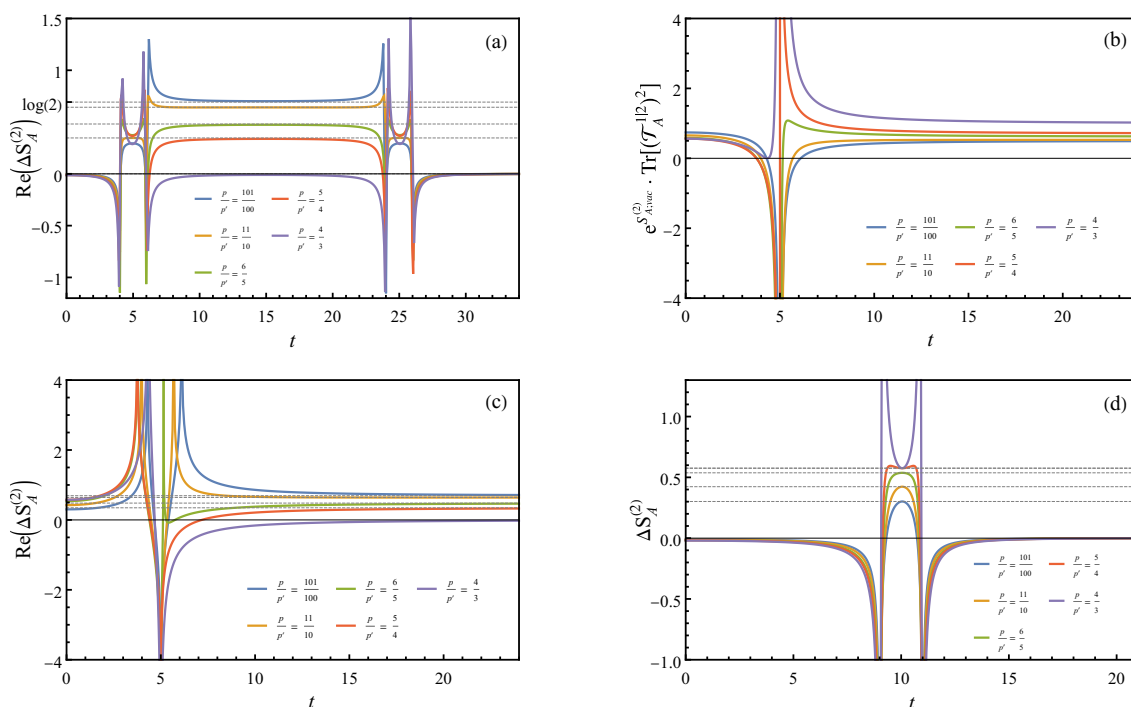 (a)
1.5
1
log(2)
0
−0.5
−1
Re(ΔS_A^(2))
0 5 10 15 20 25 30
t
p/p′ = 101/100 p/p′ = 5/4
p/p′ = 11/10 p/p′ = 4/3
p/p′ = 6/5
(b)
4
2
0
−2
−4
e^{S_{A;vac}^(2)} · Tr[(𝒯_A^{1|2})^2]
0 5 10 15 20
t
p/p′ = 101/100 p/p′ = 6/5 p/p′ = 4/3
p/p′ = 11/10 p/p′ = 5/4
(c)
4
2
0
−2
−4
Re(ΔS_A^(2))
0 5 10 15 20
t
p/p′ = 101/100 p/p′ = 6/5 p/p′ = 4/3
p/p′ = 11/10 p/p′ = 5/4
(d)
1.0
0.5
0.0
−0.5
−1.0
ΔS_A^(2)
0 5 10 15 20
t
p/p′ = 101/100 p/p′ = 5/4
p/p′ = 11/10 p/p′ = 4/3
p/p′ = 6/5